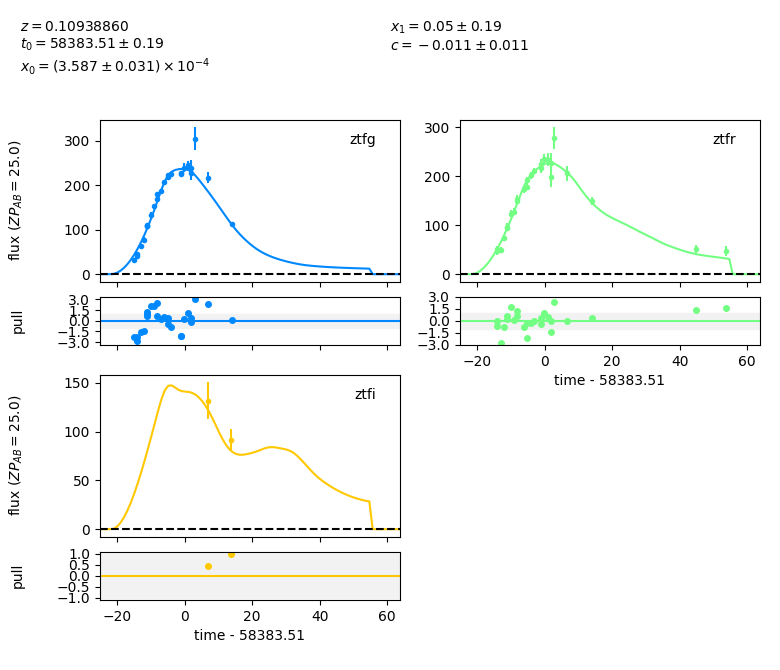 z = 0.10938860
t₀ = 58383.51 ± 0.19
x₀ = (3.587 ± 0.031) × 10⁻⁴
x₁ = 0.05 ± 0.19
c = −0.011 ± 0.011
flux (ZP_AB = 25.0)
300
200
100
0
ztfg
300
200
100
0
ztfr
pull
3.0
1.5
0.0
−1.5
−3.0
3.0
1.5
0.0
−1.5
−3.0
−20 0 20 40 60
time - 58383.51
flux (ZP_AB = 25.0)
150
100
50
0
ztfi
pull
1.0
0.5
0.0
−0.5
−1.0
−20 0 20 40 60
time - 58383.51